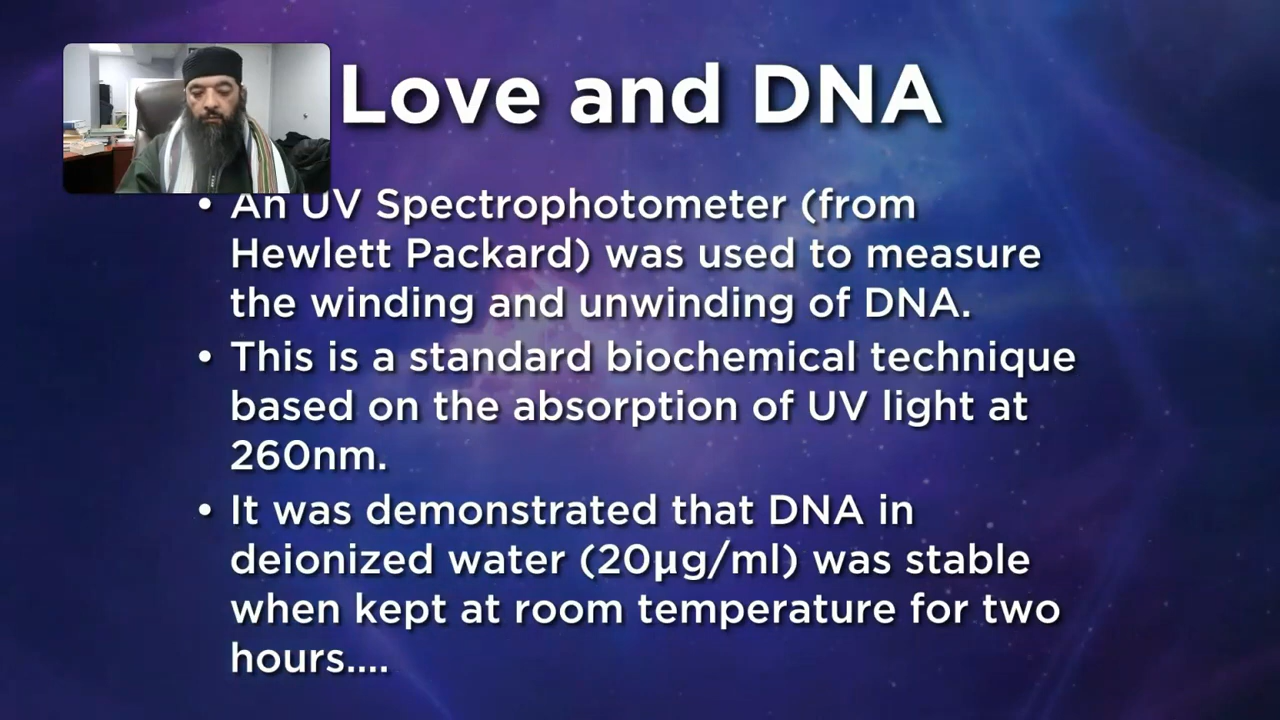 Love and DNA
• An UV Spectrophotometer (from
Hewlett Packard) was used to measure
the winding and unwinding of DNA.
• This is a standard biochemical technique
based on the absorption of UV light at
260nm.
• It was demonstrated that DNA in
deionized water (20µg/ml) was stable
when kept at room temperature for two
hours....